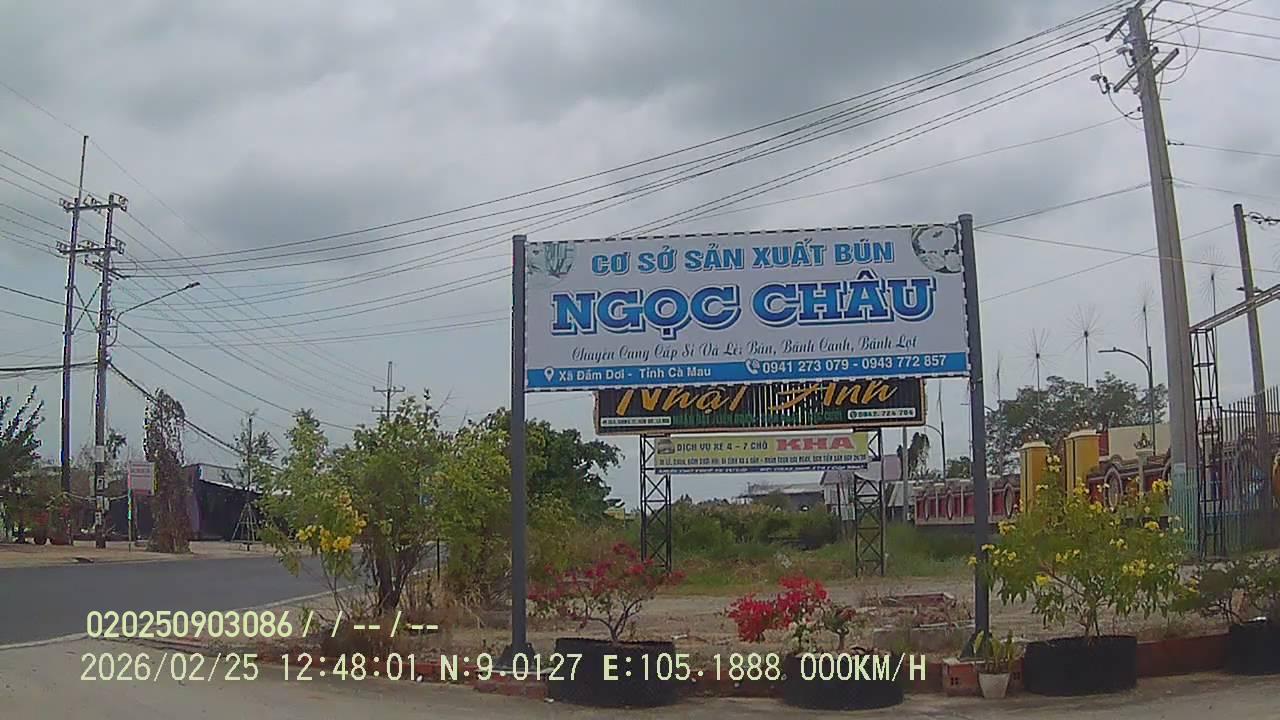 CƠ SỞ SẢN XUẤT BÚN
NGỌC CHÂU
Chuyên Cung Cấp Sỉ Và Lẻ: Bún, Bánh Canh, Bánh Lọt
Xã Đầm Dơi - Tỉnh Cà Mau
0941 273 079 - 0943 772 857
Nhật Anh
DỊCH VỤ XE 4 - 7 CHỖ KHA
020250903086 / / -- / --
2026/02/25 12:48:01 N:9.0127 E:105.1888 000KM/H